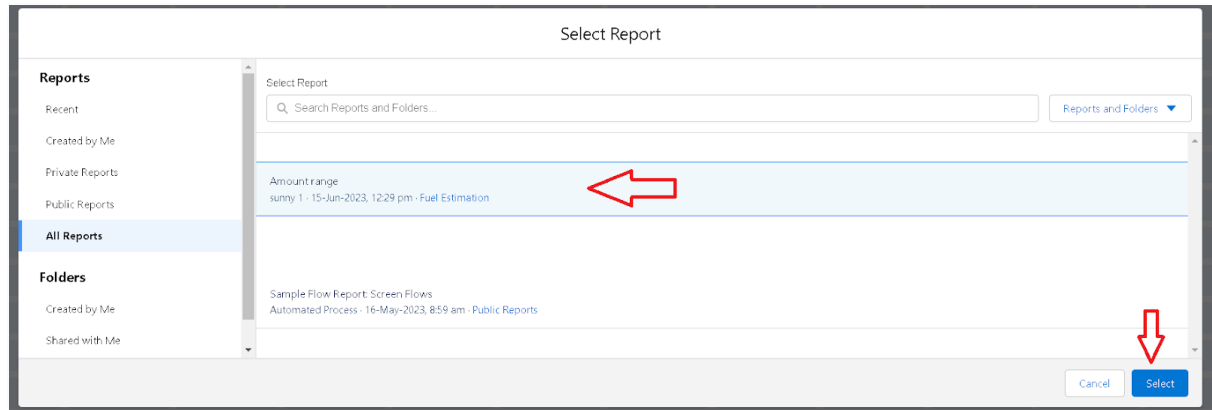 Select Report
Reports
Recent
Created by Me
Private Reports
Public Reports
All Reports
Folders
Created by Me
Shared with Me
Select Report
Search Reports and Folders...
Reports and Folders
Amount range
sunny 1 · 15-Jun-2023, 12:29 pm · Fuel Estimation
Sample Flow Report: Screen Flows
Automated Process · 16-May-2023, 8:59 am · Public Reports
Cancel
Select